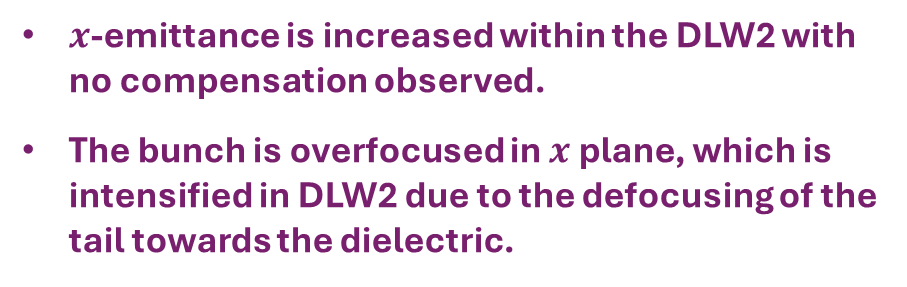 • x-emittance is increased within the DLW2 with
no compensation observed.
• The bunch is overfocused in x plane, which is
intensified in DLW2 due to the defocusing of the
tail towards the dielectric.